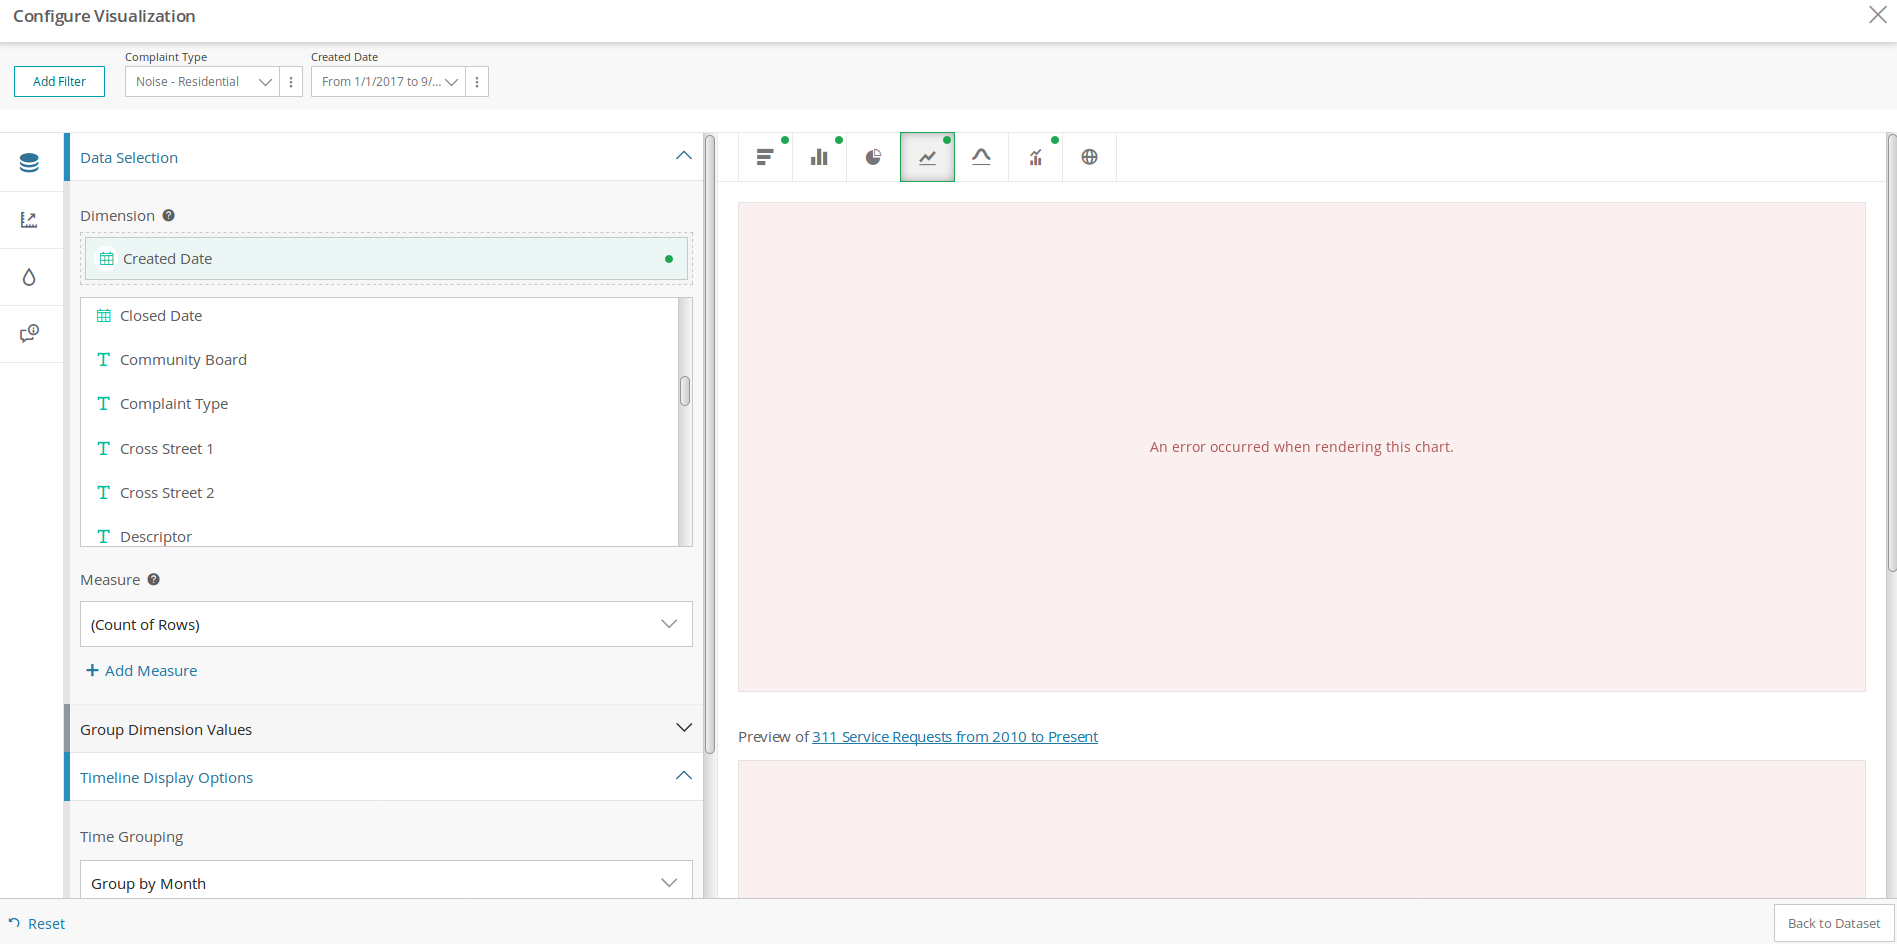 Configure Visualization
Add Filter
Complaint Type
Noise - Residential
Created Date
From 1/1/2017 to 9/...
Data Selection
Dimension
Created Date
Closed Date
Community Board
Complaint Type
Cross Street 1
Cross Street 2
Descriptor
Measure
(Count of Rows)
+ Add Measure
Group Dimension Values
Timeline Display Options
Time Grouping
Group by Month
An error occurred when rendering this chart.
Preview of 311 Service Requests from 2010 to Present
Reset
Back to Dataset